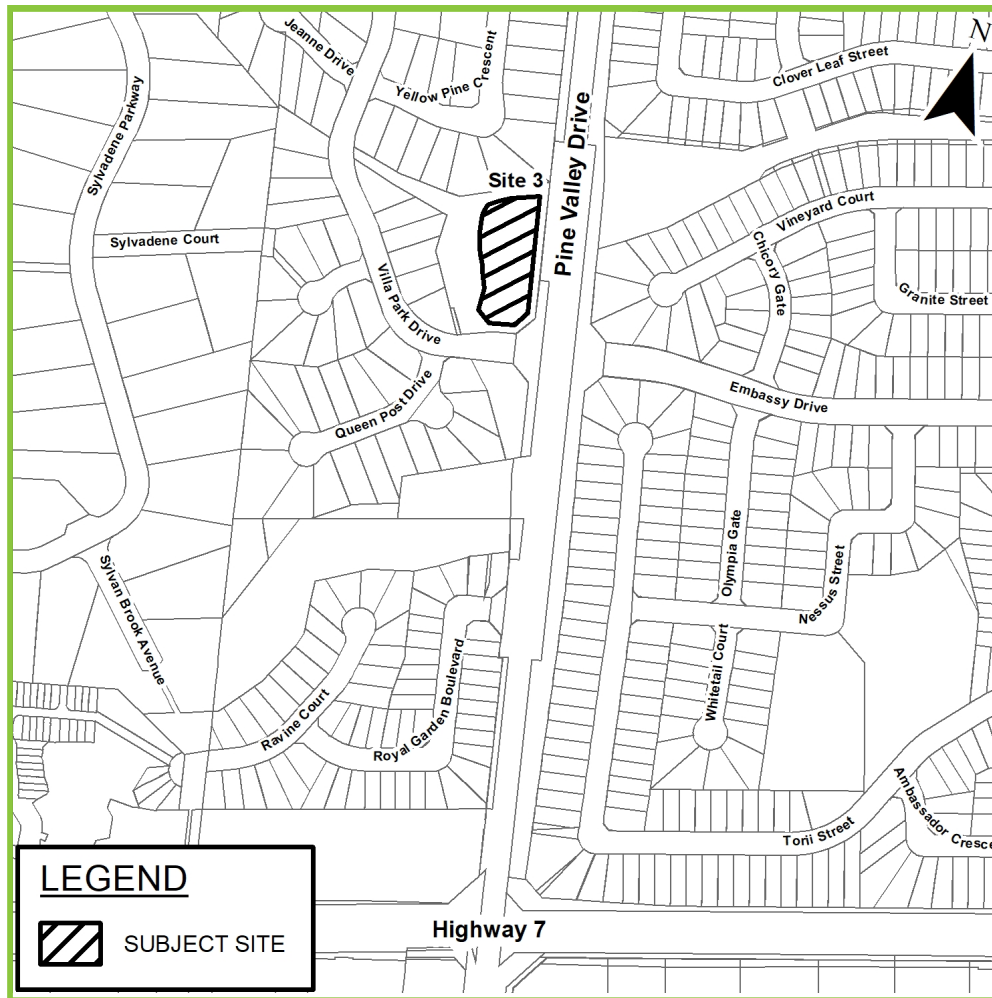 Jeanne Drive
Yellow Pine Crescent
Clover Leaf Street
N
Sylvadene Parkway
Pine Valley Drive
Site 3
Vineyard Court
Sylvadene Court
Chicory Gate
Villa Park Drive
Granite Street
Queen Post Drive
Embassy Drive
Olympia Gate
Nessus Street
Sylvan Brook Avenue
Whitetail Court
Ravine Court
Royal Garden Boulevard
Torii Street
Ambassador Cresce
LEGEND
SUBJECT SITE
Highway 7